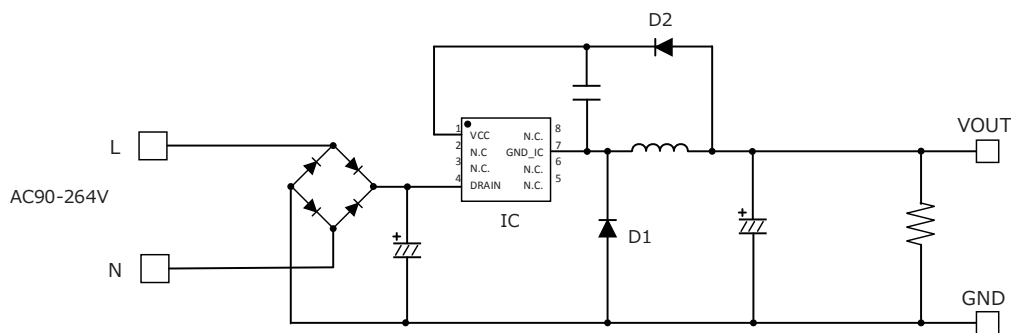 D2
L
AC90-264V
N
1 VCC N.C. 8
2 N.C GND_IC 7
3 N.C. N.C. 6
4 DRAIN N.C. 5
IC
D1
+
+
VOUT
GND